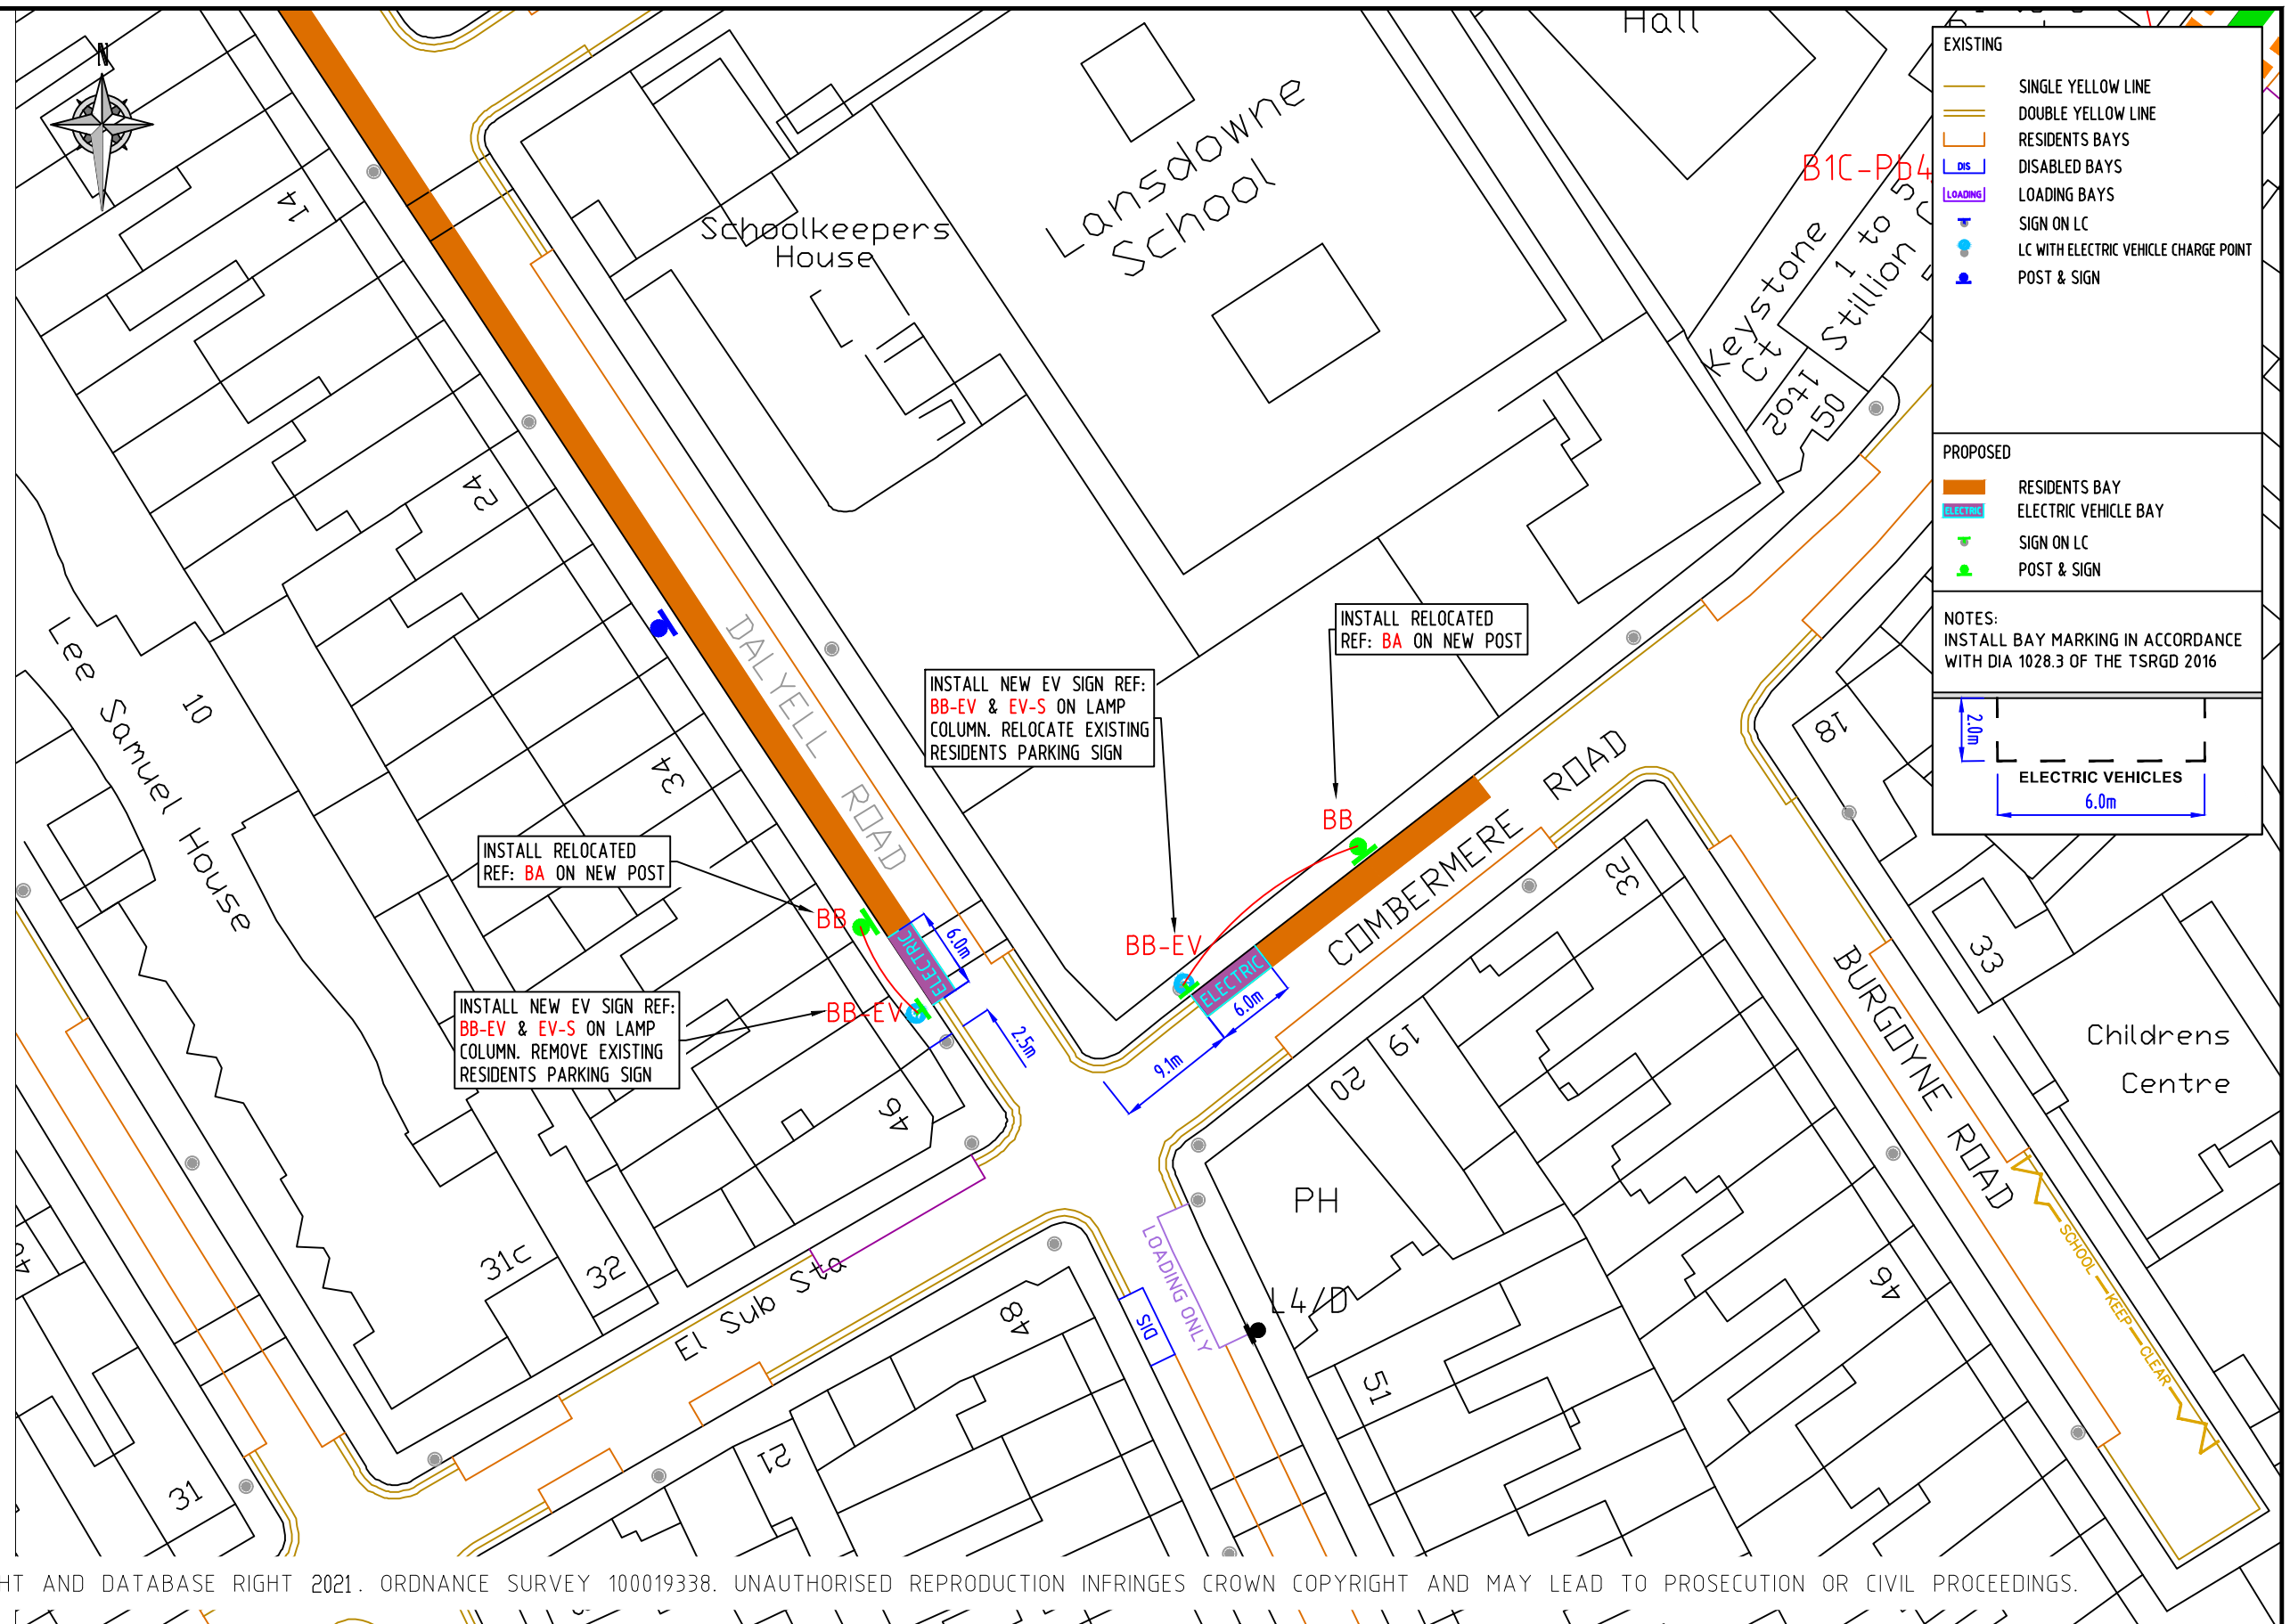 N
Hall
Lansdowne
School
Schoolkeepers
House
B1C-Pb4
Keystone
Ct
1 to 5
Stillion
1to2
50
14
24
34
46
10
Lee Samuel House
DALYELL ROAD
COMBERMERE ROAD
BURGOYNE ROAD
INSTALL RELOCATED
REF: BA ON NEW POST
INSTALL NEW EV SIGN REF:
BB-EV & EV-S ON LAMP
COLUMN. RELOCATE EXISTING
RESIDENTS PARKING SIGN
BB
BB-EV
ELECTRIC
6.0m
9.1m
INSTALL RELOCATED
REF: BA ON NEW POST
BB
INSTALL NEW EV SIGN REF:
BB-EV & EV-S ON LAMP
COLUMN. REMOVE EXISTING
RESIDENTS PARKING SIGN
BB-EV
ELECTRIC
6.0m
2.5m
18
32
33
19
20
PH
Childrens
Centre
46
31c
32
El Sub Sta
48
DIS
LOADING ONLY
L4/D
51
21
31
SCHOOL KEEP CLEAR
EXISTING
SINGLE YELLOW LINE
DOUBLE YELLOW LINE
RESIDENTS BAYS
DIS DISABLED BAYS
LOADING LOADING BAYS
SIGN ON LC
LC WITH ELECTRIC VEHICLE CHARGE POINT
POST & SIGN
PROPOSED
RESIDENTS BAY
ELECTRIC ELECTRIC VEHICLE BAY
SIGN ON LC
POST & SIGN
NOTES:
INSTALL BAY MARKING IN ACCORDANCE
WITH DIA 1028.3 OF THE TSRGD 2016
2.0m
ELECTRIC VEHICLES
6.0m
HT AND DATABASE RIGHT 2021. ORDNANCE SURVEY 100019338. UNAUTHORISED REPRODUCTION INFRINGES CROWN COPYRIGHT AND MAY LEAD TO PROSECUTION OR CIVIL PROCEEDINGS.